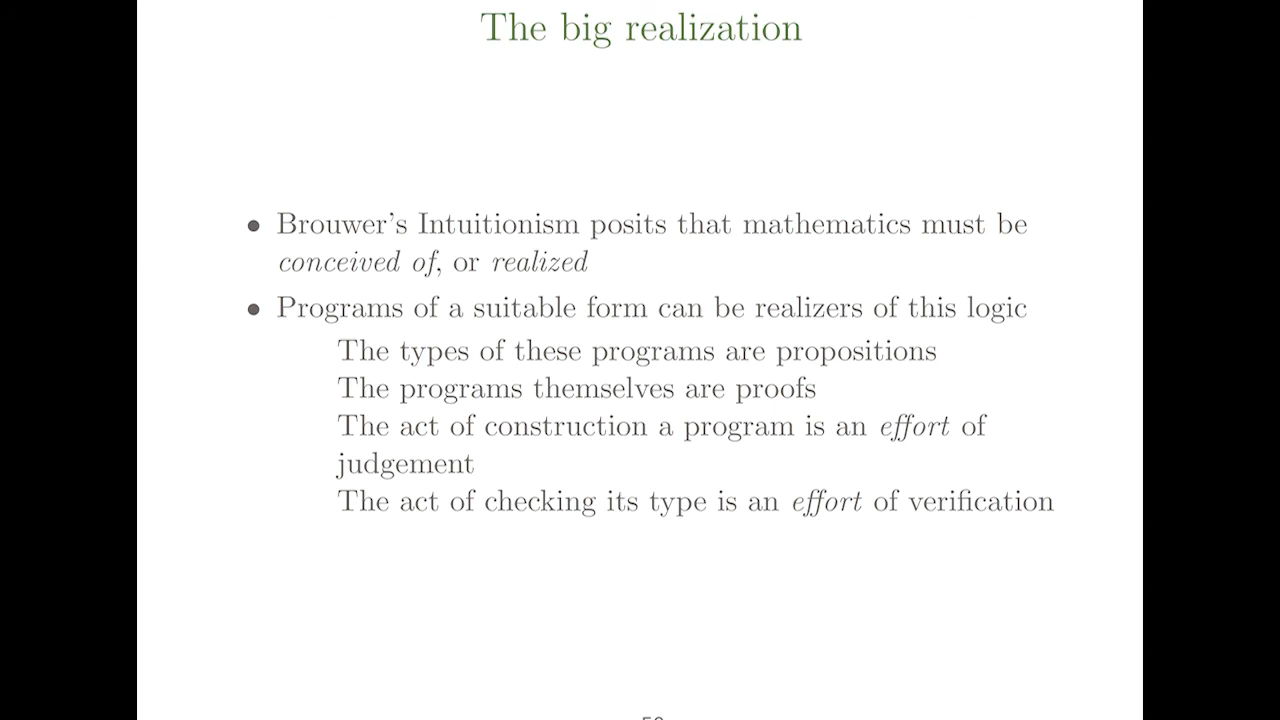 The big realization
• Brouwer's Intuitionism posits that mathematics must be
conceived of, or realized
• Programs of a suitable form can be realizers of this logic
The types of these programs are propositions
The programs themselves are proofs
The act of construction a program is an effort of
judgement
The act of checking its type is an effort of verification